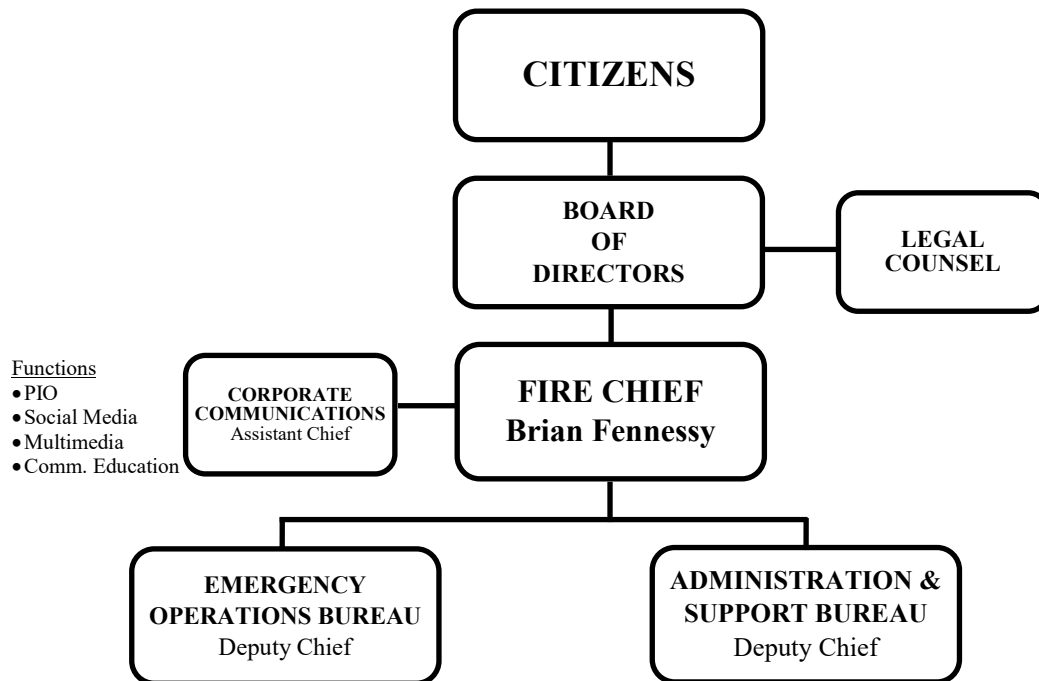 CITIZENS
BOARD
OF
DIRECTORS
LEGAL
COUNSEL
Functions
•PIO
•Social Media
•Multimedia
•Comm. Education
CORPORATE
COMMUNICATIONS
Assistant Chief
FIRE CHIEF
Brian Fennessy
EMERGENCY
OPERATIONS BUREAU
Deputy Chief
ADMINISTRATION &
SUPPORT BUREAU
Deputy Chief